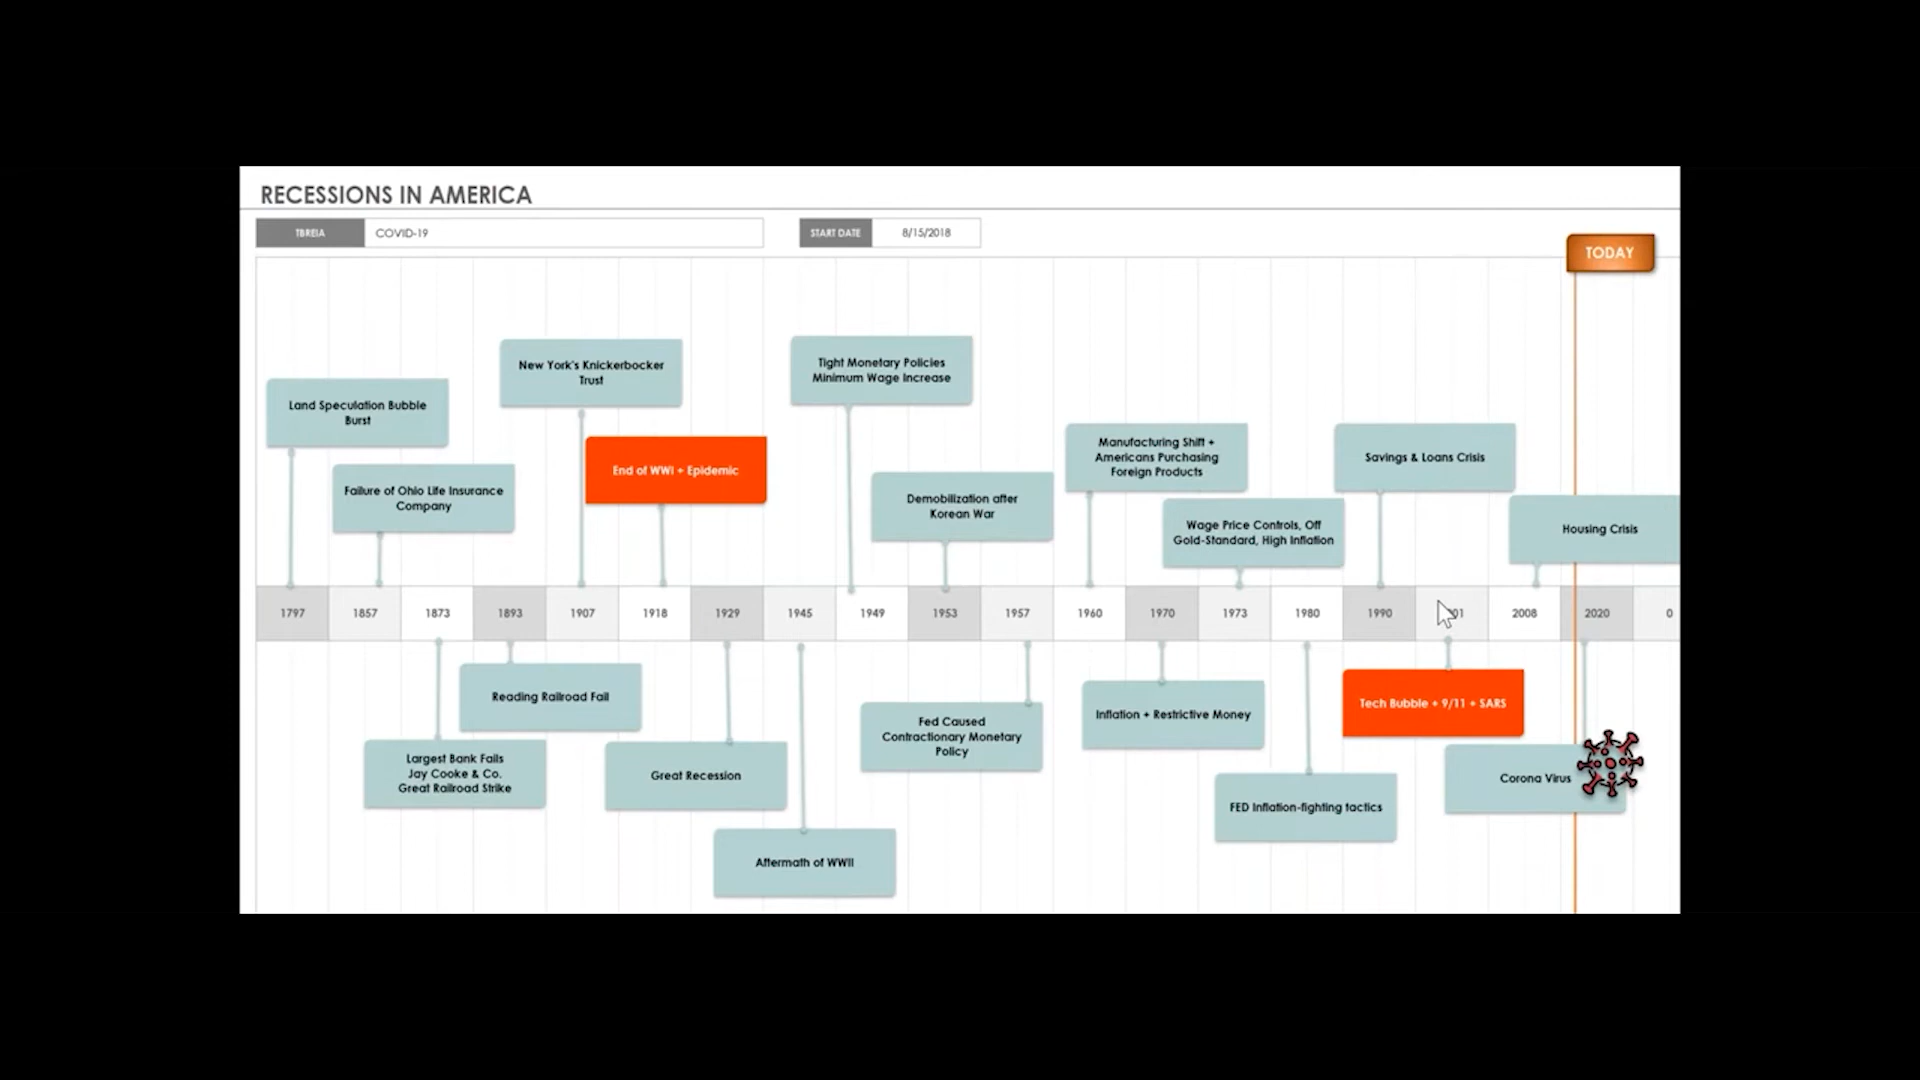 RECESSIONS IN AMERICA
TBREIA
COVID-19
START DATE
8/15/2018
TODAY
Land Speculation Bubble
Burst
Failure of Ohio Life Insurance
Company
New York's Knickerbocker
Trust
End of WWI + Epidemic
Tight Monetary Policies
Minimum Wage Increase
Demobilization after
Korean War
Manufacturing Shift +
Americans Purchasing
Foreign Products
Wage Price Controls, Off
Gold-Standard, High Inflation
Savings & Loans Crisis
Housing Crisis
1797
1857
1873
1893
1907
1918
1929
1945
1949
1953
1957
1960
1970
1973
1980
1990
01
2008
2020
0
Reading Railroad Fail
Largest Bank Fails
Jay Cooke & Co.
Great Railroad Strike
Great Recession
Aftermath of WWII
Fed Caused
Contractionary Monetary
Policy
Inflation + Restrictive Money
FED Inflation-fighting tactics
Tech Bubble + 9/11 + SARS
Corona Virus